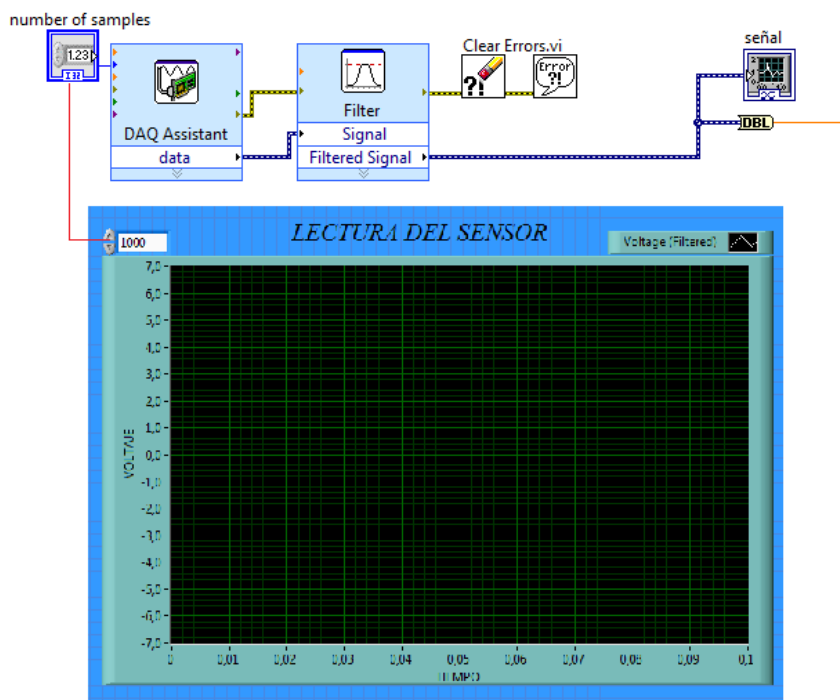 number of samples
1.23
I32
DAQ Assistant
data
Filter
Signal
Filtered Signal
Clear Errors.vi
?!
Error
?!
señal
DBL
1000
LECTURA DEL SENSOR
Voltage (Filtered)
7,0
6,0
5,0
4,0
3,0
2,0
1,0
0,0
-1,0
-2,0
-3,0
-4,0
-5,0
-6,0
-7,0
VOLTAJE
0
0,01
0,02
0,03
0,04
0,05
0,06
0,07
0,08
0,09
0,1
TIEMPO